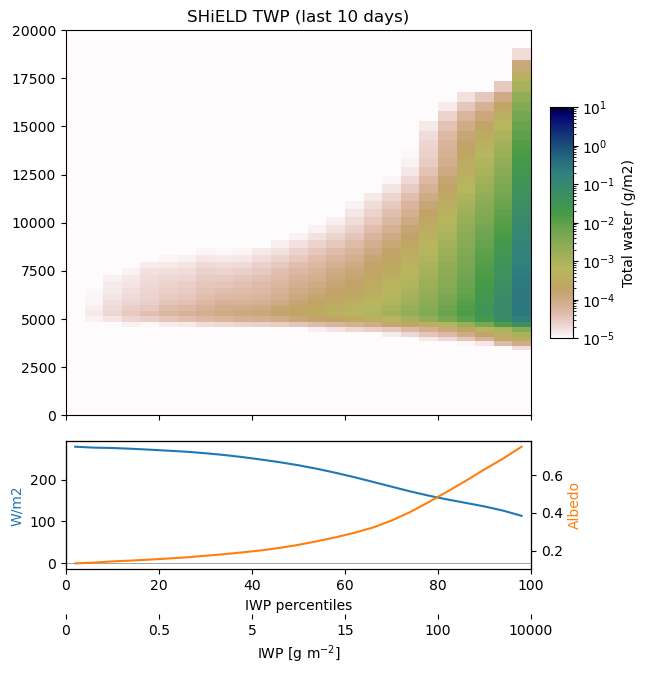 SHiELD TWP (last 10 days)
20000
17500
15000
12500
10000
7500
5000
2500
0
10^1
10^0
10^-1
10^-2
10^-3
10^-4
10^-5
Total water (g/m2)
200
100
0
W/m2
0.6
0.4
0.2
Albedo
0 20 40 60 80 100
IWP percentiles
0 0.5 5 15 100 10000
IWP [g m^-2]